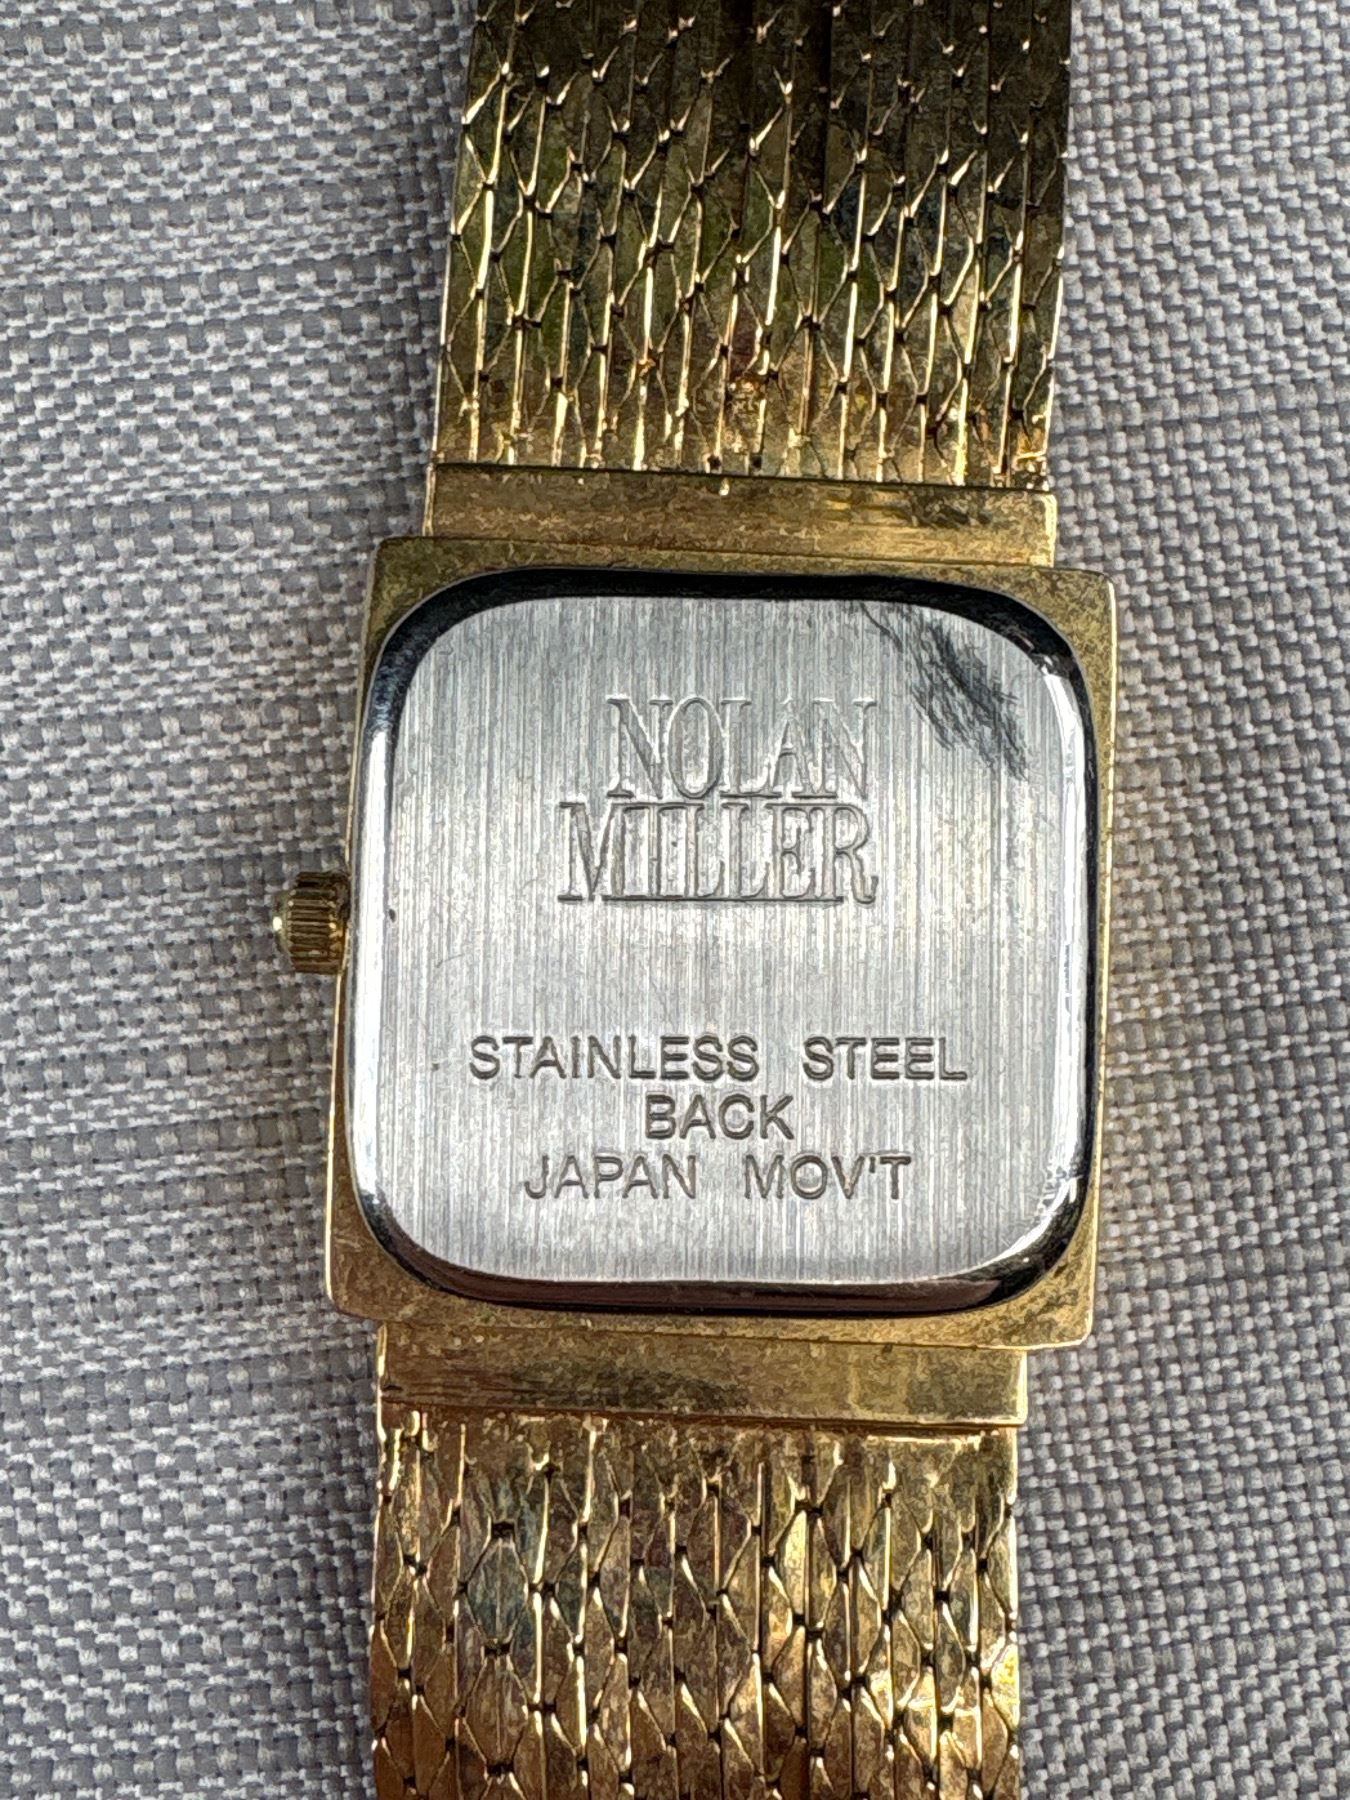 NOLAN
MILLER
STAINLESS STEEL
BACK
JAPAN MOV'T